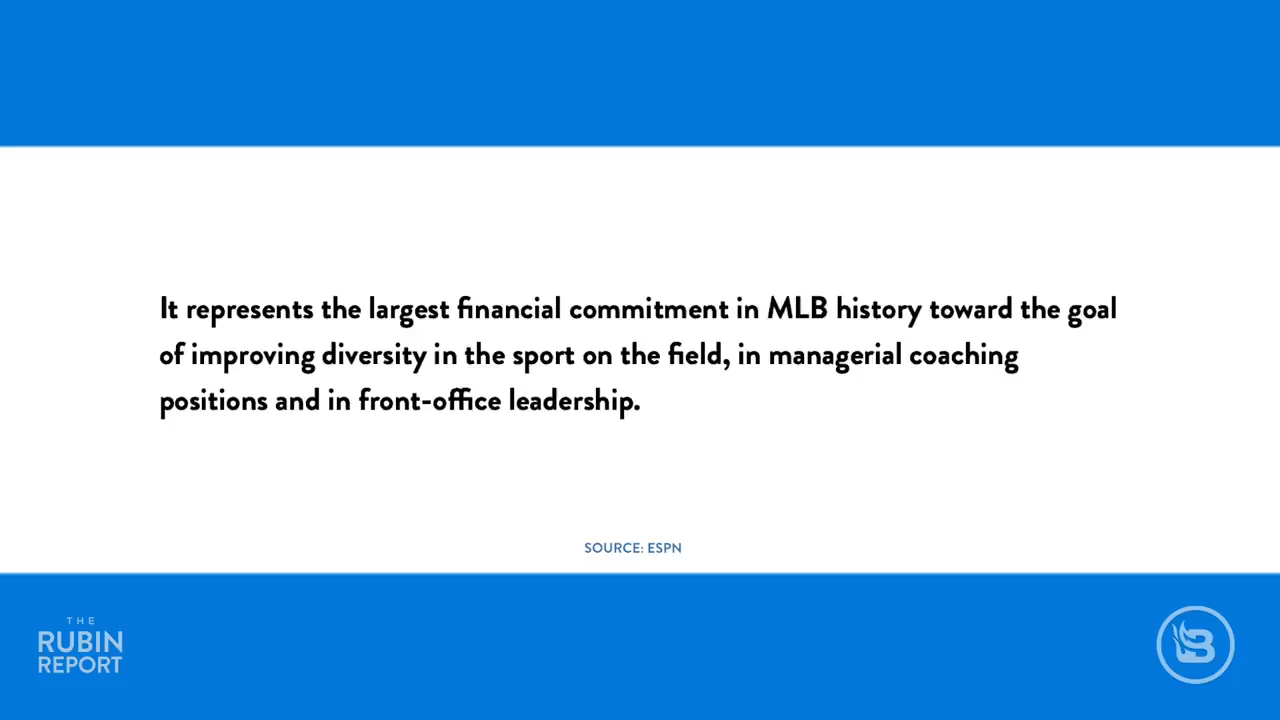 It represents the largest financial commitment in MLB history toward the goal
of improving diversity in the sport on the field, in managerial coaching
positions and in front-office leadership.
SOURCE: ESPN
THE
RUBIN
REPORT
B